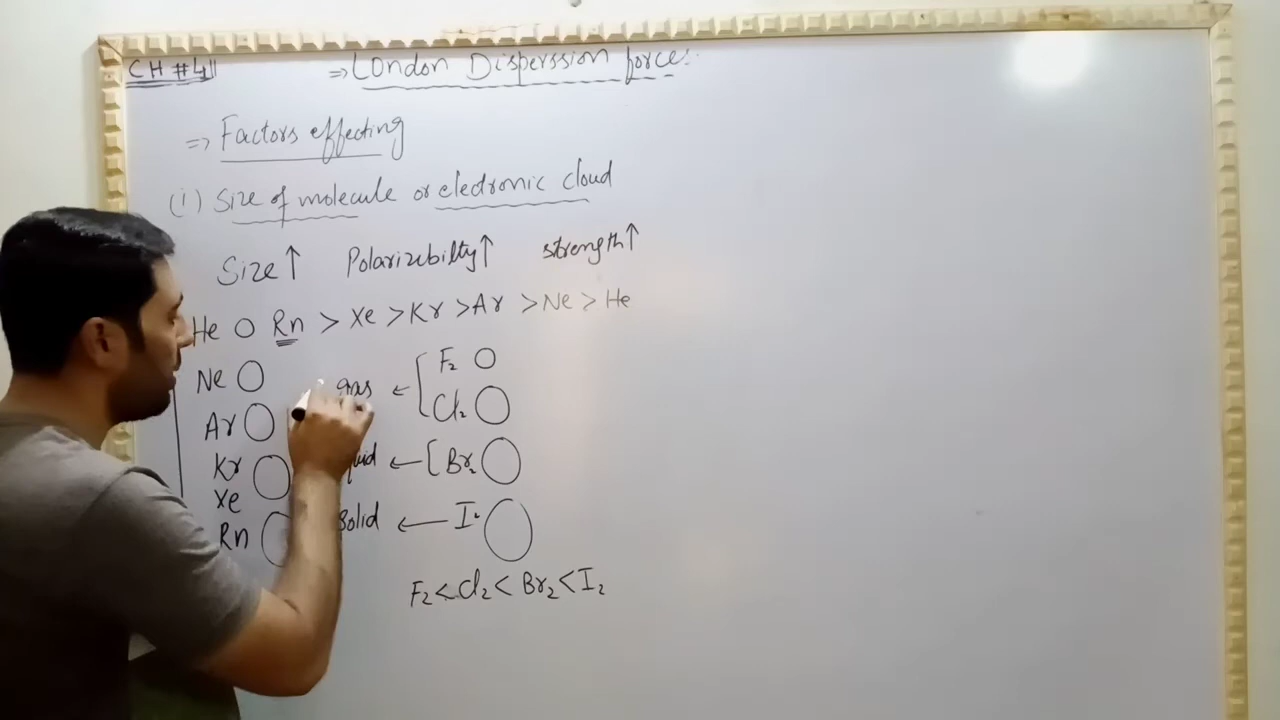 CH #4
⇒ London Disperssion force:
⇒ Factors effecting
(i) Size of molecule or electronic cloud
Size↑ Polarizebilty↑ strength↑
He Rn > Xe > Kr > Ar > Ne > He
Ne gas ← F₂
Ar Cl₂
Kr ← Br₂
Xe
Rn Solid ← I₂
F₂ < Cl₂ < Br₂ < I₂